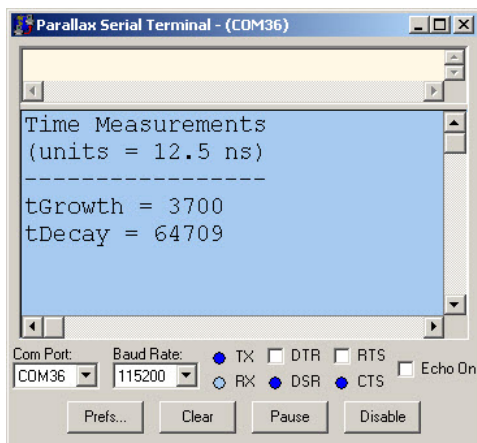 Parallax Serial Terminal - (COM36)
Time Measurements
(units = 12.5 ns)
-----------------
tGrowth = 3700
tDecay = 64709
Com Port: Baud Rate: TX DTR RTS
COM36 115200 RX DSR CTS Echo On
Prefs... Clear Pause Disable